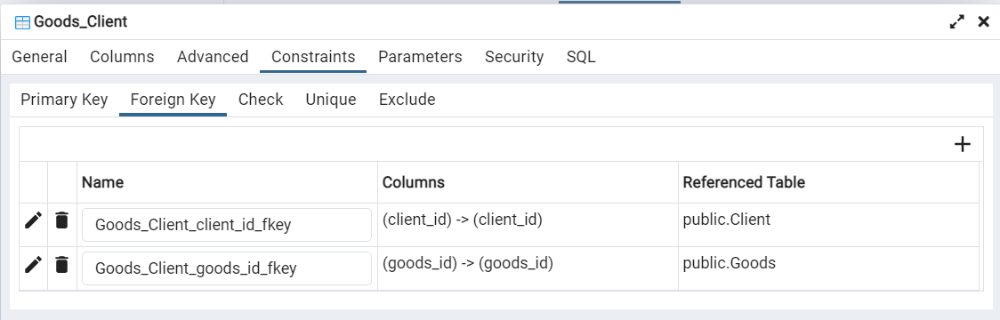 Goods_Client
General Columns Advanced Constraints Parameters Security SQL
Primary Key Foreign Key Check Unique Exclude
Name Columns Referenced Table
Goods_Client_client_id_fkey (client_id) -> (client_id) public.Client
Goods_Client_goods_id_fkey (goods_id) -> (goods_id) public.Goods